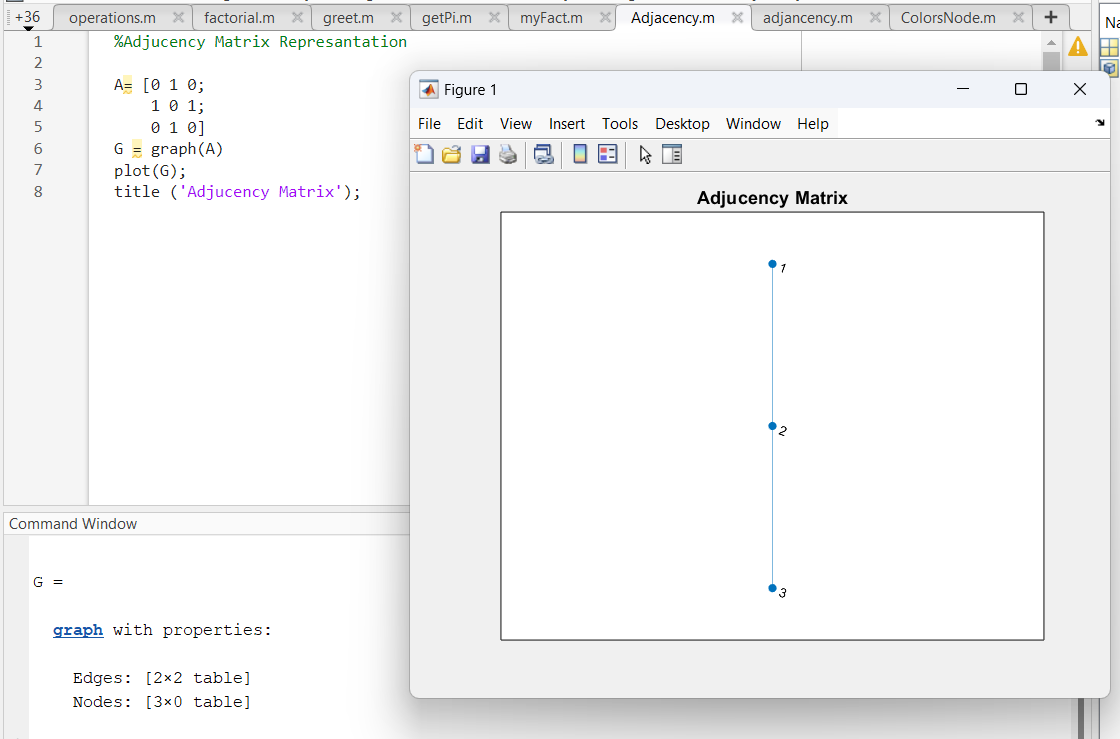 +36 operations.m factorial.m greet.m getPi.m myFact.m Adjacency.m adjancency.m ColorsNode.m +
1 %Adjucency Matrix Represantation
2
3 A= [0 1 0;
4 1 0 1;
5 0 1 0]
6 G = graph(A)
7 plot(G);
8 title ('Adjucency Matrix');
Figure 1
File Edit View Insert Tools Desktop Window Help
Adjucency Matrix
1
2
3
Command Window
G =
graph with properties:
Edges: [2×2 table]
Nodes: [3×0 table]